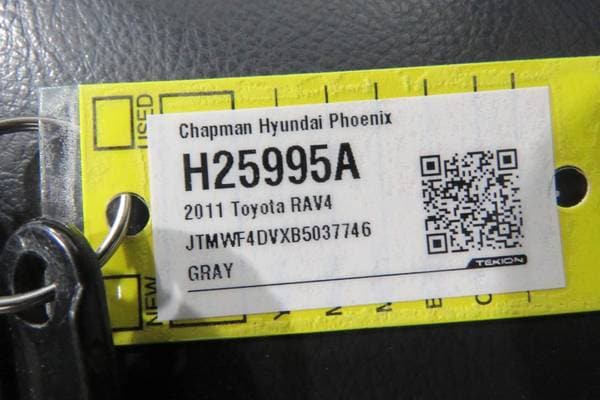 USED
Chapman Hyundai Phoenix
H25995A
2011 Toyota RAV4
JTMWF4DVXB5037746
GRAY
TEKION
NEW